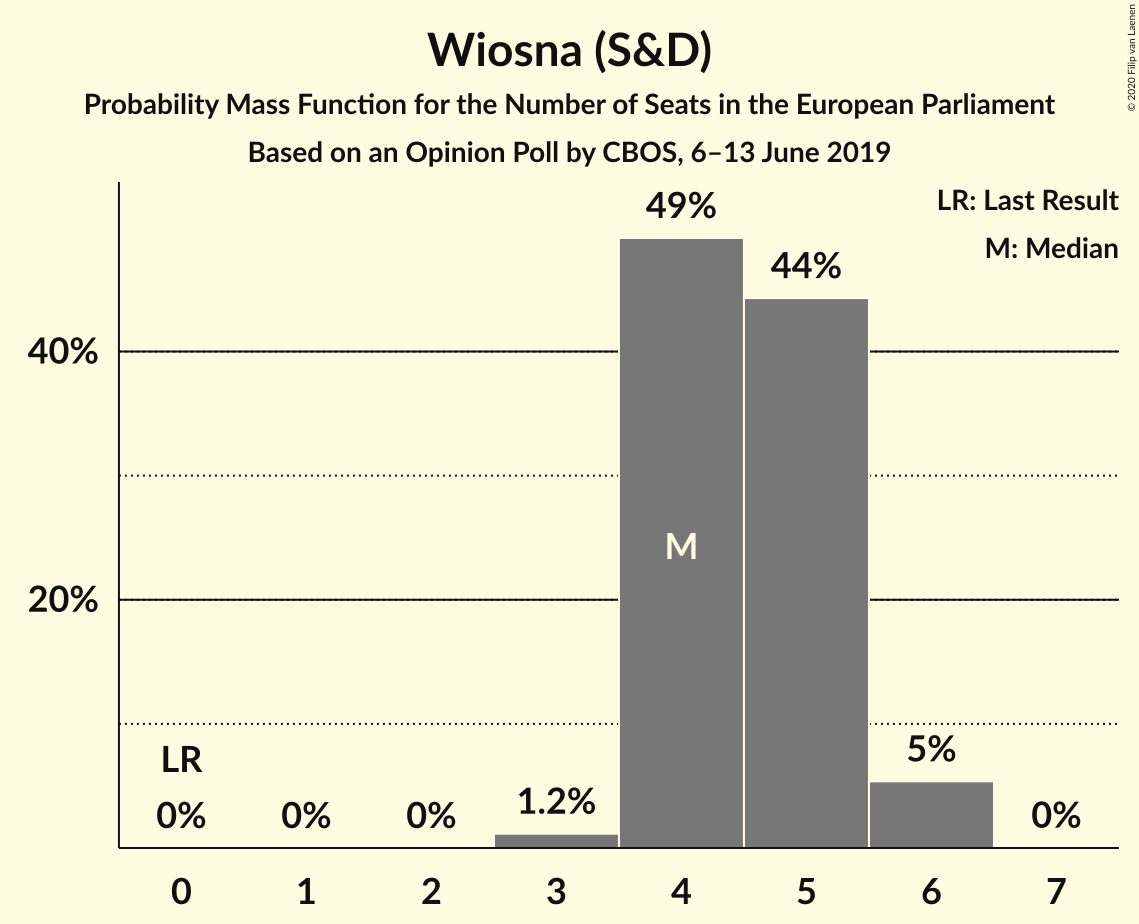 Wiosna (S&D)
Probability Mass Function for the Number of Seats in the European Parliament
Based on an Opinion Poll by CBOS, 6–13 June 2019
© 2020 Filip van Laenen
LR: Last Result
M: Median
49%
44%
40%
M
20%
LR
5%
1.2%
0% 0% 0% 0%
0 1 2 3 4 5 6 7